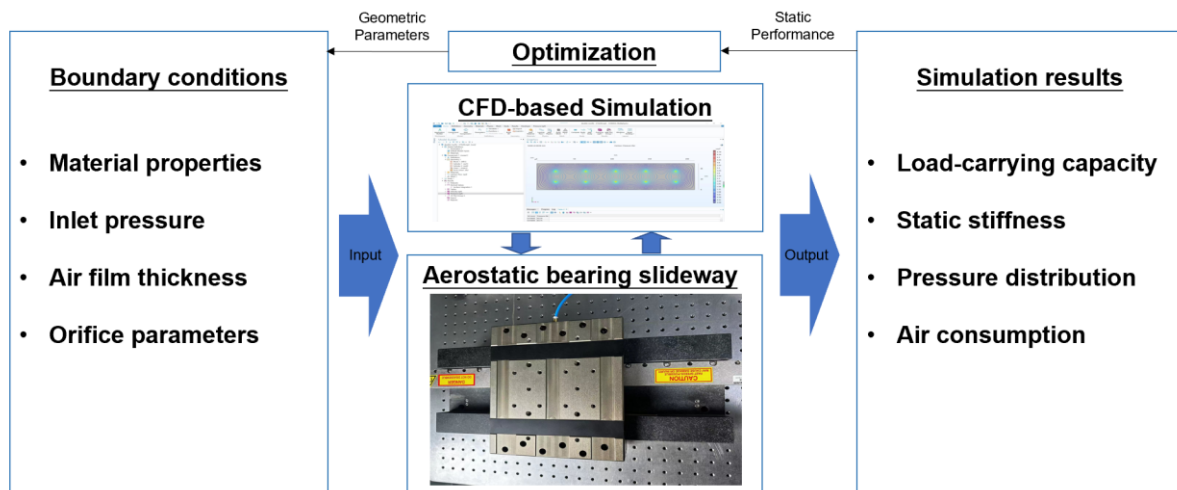 Geometric
Parameters
Static
Performance
Optimization
Boundary conditions
• Material properties
• Inlet pressure
• Air film thickness
• Orifice parameters
Input
CFD-based Simulation
Aerostatic bearing slideway
CAUTION
Output
Simulation results
• Load-carrying capacity
• Static stiffness
• Pressure distribution
• Air consumption